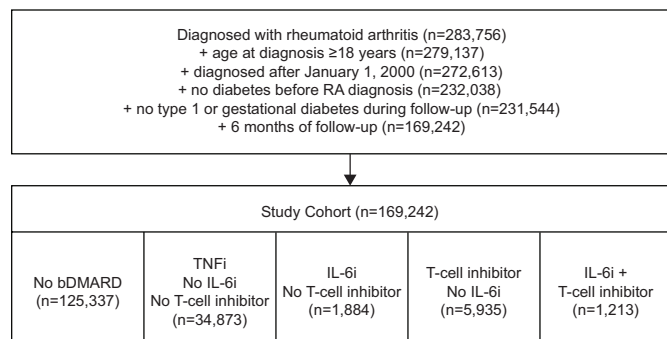 Diagnosed with rheumatoid arthritis (n=283,756)
+ age at diagnosis ≥18 years (n=279,137)
+ diagnosed after January 1, 2000 (n=272,613)
+ no diabetes before RA diagnosis (n=232,038)
+ no type 1 or gestational diabetes during follow-up (n=231,544)
+ 6 months of follow-up (n=169,242)
Study Cohort (n=169,242)
No bDMARD
(n=125,337)
TNFi
No IL-6i
No T-cell inhibitor
(n=34,873)
IL-6i
No T-cell inhibitor
(n=1,884)
T-cell inhibitor
No IL-6i
(n=5,935)
IL-6i +
T-cell inhibitor
(n=1,213)